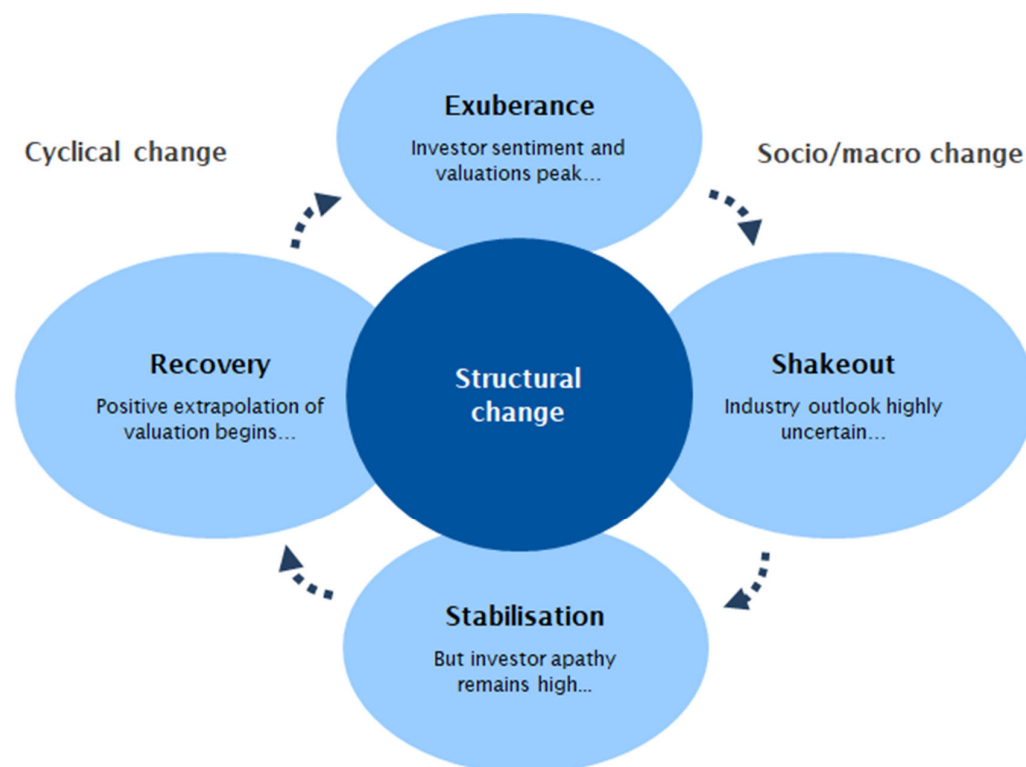 Exuberance
Investor sentiment and
valuations peak…
Cyclical change
Socio/macro change
Recovery
Positive extrapolation of
valuation begins…
Structural
change
Shakeout
Industry outlook highly
uncertain…
Stabilisation
But investor apathy
remains high…